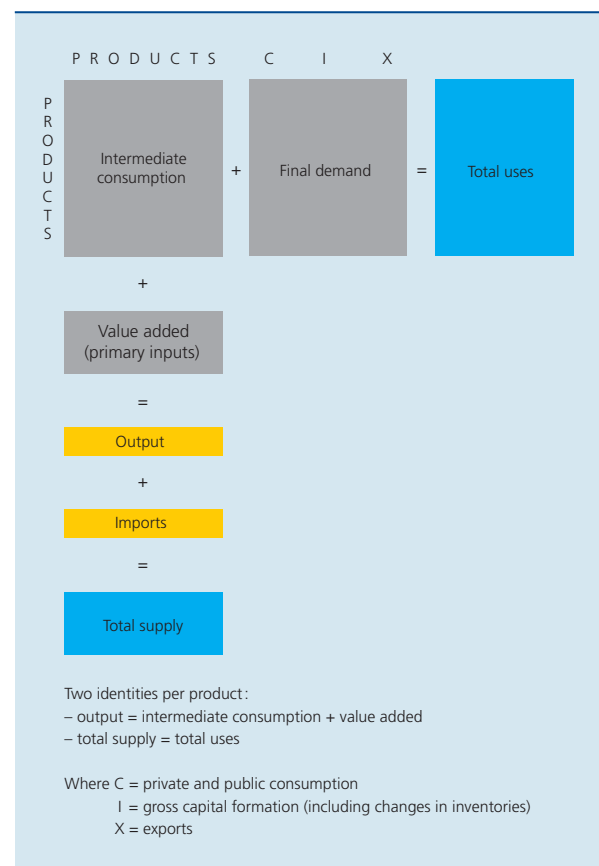 P R O D U C T S C I X
P
R
O
D
U
C
T
S
Intermediate
consumption
+
Final demand
=
Total uses
+
Value added
(primary inputs)
=
Output
+
Imports
=
Total supply
Two identities per product:
– output = intermediate consumption + value added
– total supply = total uses
Where C = private and public consumption
I = gross capital formation (including changes in inventories)
X = exports